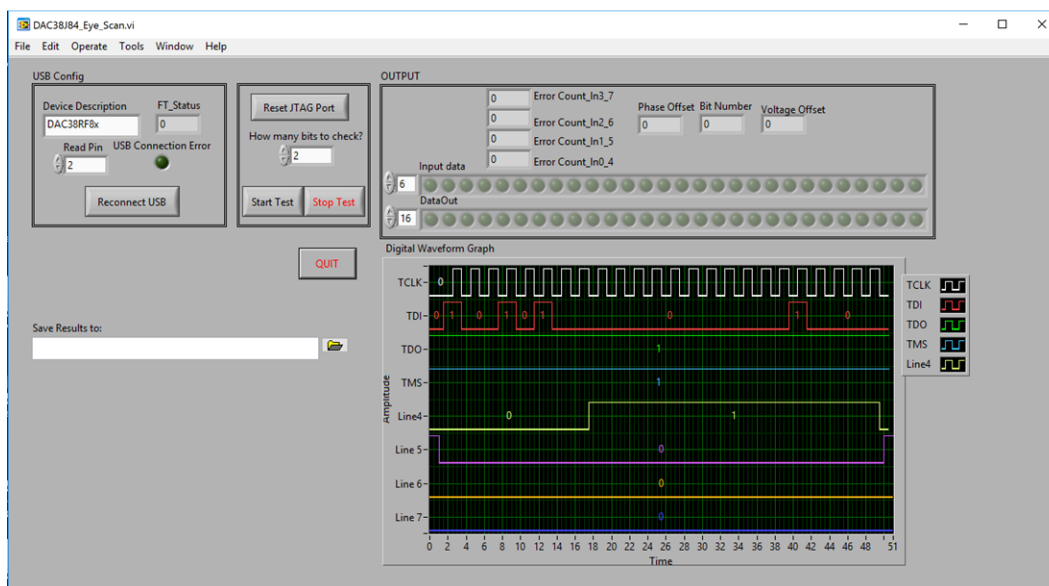 DAC38J84_Eye_Scan.vi
File Edit Operate Tools Window Help
USB Config
Device Description FT_Status
DAC38RF8x 0
Read Pin USB Connection Error
2
Reconnect USB
Reset JTAG Port
How many bits to check?
2
Start Test Stop Test
QUIT
Save Results to:
OUTPUT
0 Error Count_In3_7
0 Error Count_In2_6
0 Error Count_In1_5
0 Error Count_In0_4
Phase Offset Bit Number Voltage Offset
0 0 0
Input data
6
DataOut
16
Digital Waveform Graph
TCLK 0
TDI 0 1 0 1 0 1 0 1 0
TDO 1
TMS 1
Line4 0 1
Line 5 0
Line 6 0
Line 7 0
Amplitude
0 2 4 6 8 10 12 14 16 18 20 22 24 26 28 30 32 34 36 38 40 42 44 46 48 51
Time
TCLK
TDI
TDO
TMS
Line4